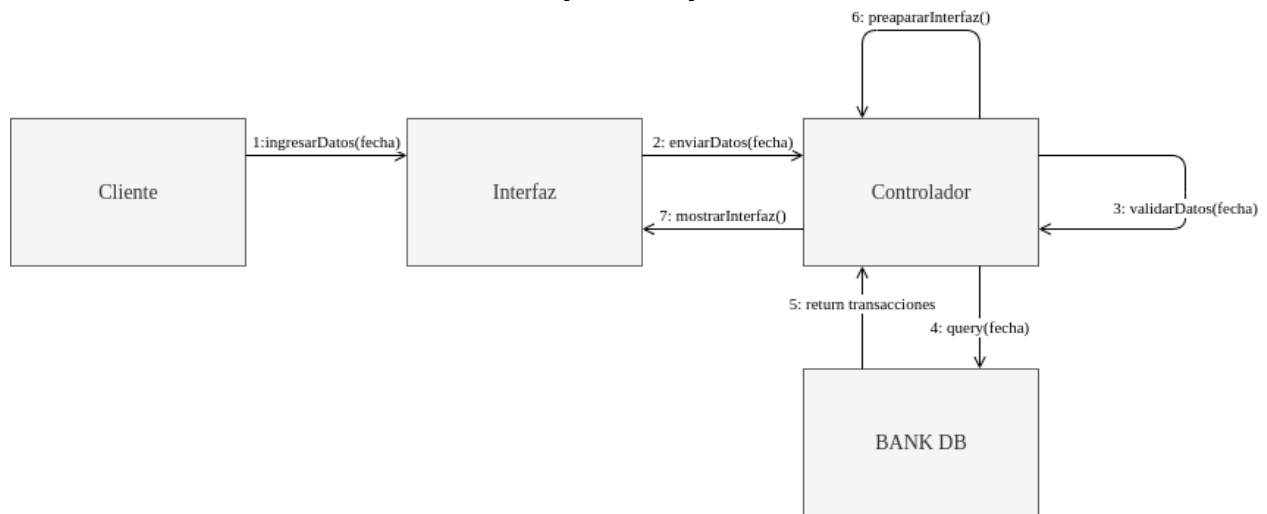 6: preapararInterfaz()
1:ingresarDatos(fecha)
2: enviarDatos(fecha)
Cliente
Interfaz
Controlador
3: validarDatos(fecha)
7: mostrarInterfaz()
5: return transacciones
4: query(fecha)
BANK DB